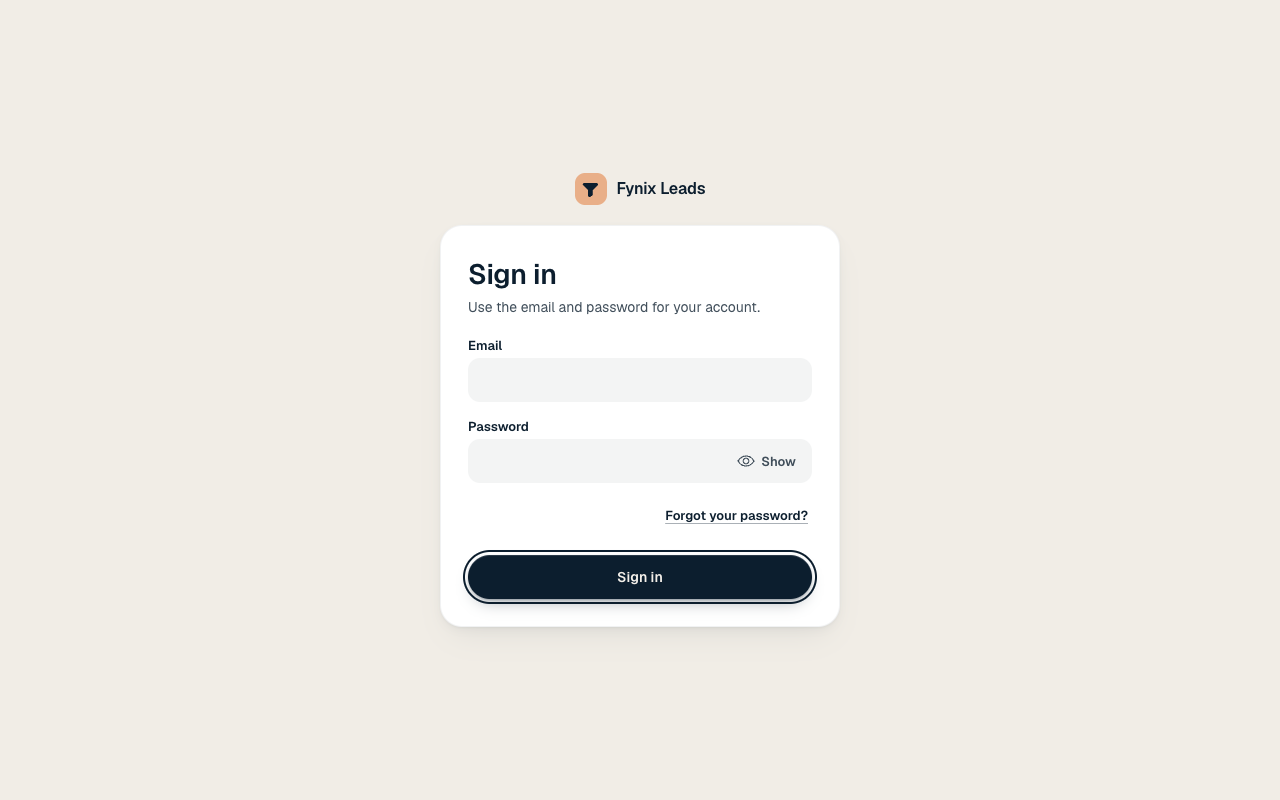 Fynix Leads
Sign in
Use the email and password for your account.
Email
Password
Show
Forgot your password?
Sign in